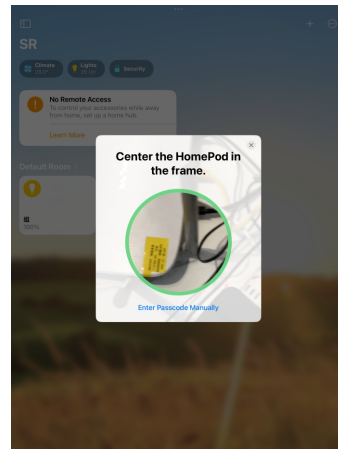 SR
Climate
Lights
Security
No Remote Access
To control your accessories while away
from home, set up a home hub.
Learn More
Default Room
100%
Center the HomePod in
the frame.
Enter Passcode Manually